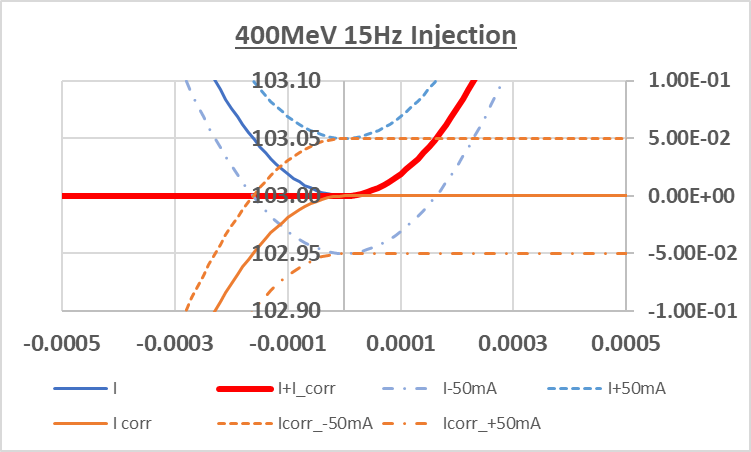 400MeV 15Hz Injection
103.10 1.00E-01
103.05 5.00E-02
103.00 0.00E+00
102.95 -5.00E-02
102.90 -1.00E-01
-0.0005 -0.0003 -0.0001 0.0001 0.0003 0.0005
I I+I_corr I-50mA I+50mA
I corr Icorr_-50mA Icorr_+50mA